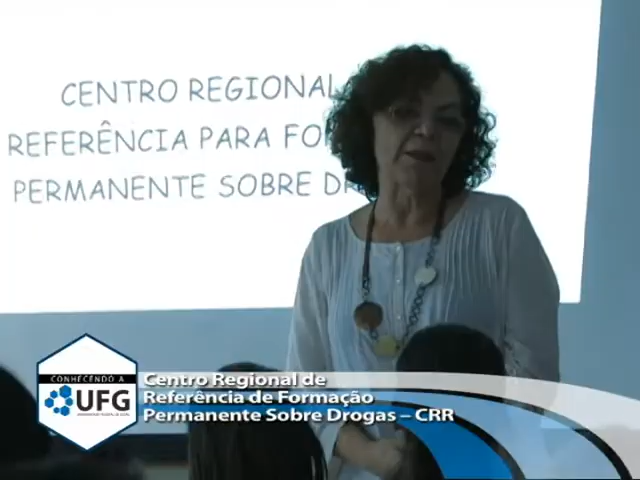 CENTRO REGIONAL
REFERÊNCIA PARA FO
PERMANENTE SOBRE DR
CONHECENDO A
UFG
Centro Regional de
Referência de Formação
Permanente Sobre Drogas – CRR